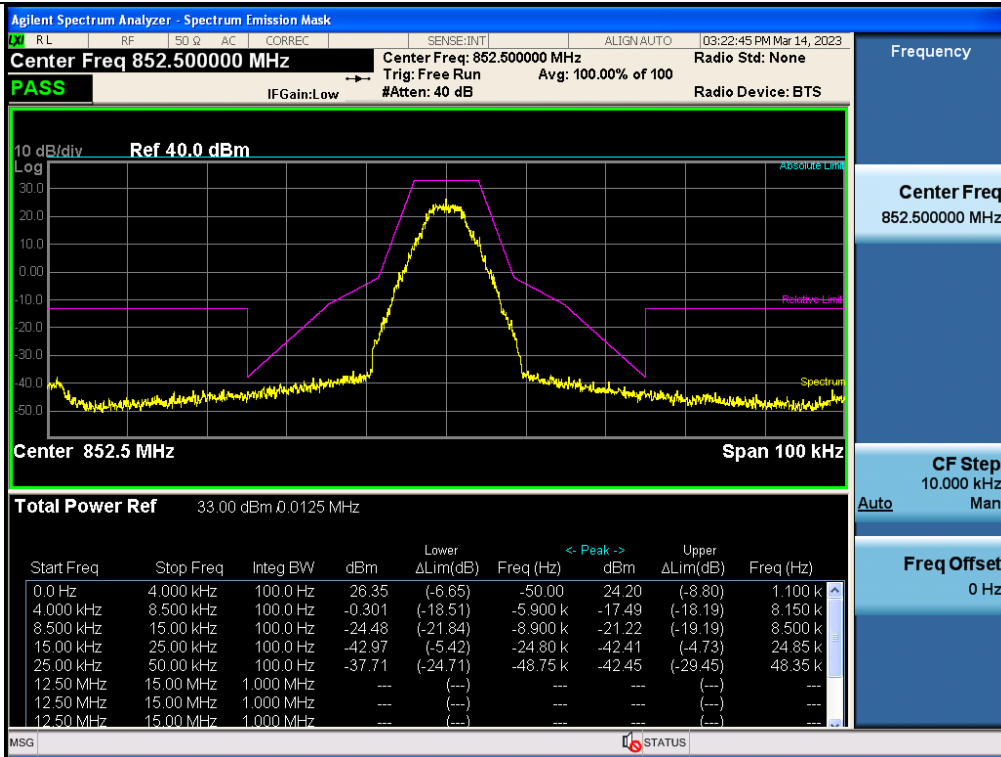 Agilent Spectrum Analyzer - Spectrum Emission Mask
LXI RL RF 50 Ω AC CORREC SENSE:INT ALIGN AUTO 03:22:45 PM Mar 14, 2023
Center Freq 852.500000 MHz
Center Freq: 852.500000 MHz Radio Std: None
Trig: Free Run Avg: 100.00% of 100
PASS
IFGain:Low #Atten: 40 dB Radio Device: BTS
10 dB/div Ref 40.0 dBm
Log
Absolute Limit
30.0
20.0
10.0
0.00
-10.0
Relative Limit
-20.0
-30.0
-40.0
Spectrum
-50.0
Center 852.5 MHz Span 100 kHz
Total Power Ref 33.00 dBm / 0.0125 MHz
Lower <- Peak -> Upper
Start Freq Stop Freq Integ BW dBm ΔLim(dB) Freq (Hz) dBm ΔLim(dB) Freq (Hz)
0.0 Hz 4.000 kHz 100.0 Hz 26.35 (-6.65) -50.00 24.20 (-8.80) 1.100 k
4.000 kHz 8.500 kHz 100.0 Hz -0.301 (-18.51) -5.900 k -17.49 (-18.19) 8.150 k
8.500 kHz 15.00 kHz 100.0 Hz -24.48 (-21.84) -8.900 k -21.22 (-19.19) 8.500 k
15.00 kHz 25.00 kHz 100.0 Hz -42.97 (-5.42) -24.80 k -42.41 (-4.73) 24.85 k
25.00 kHz 50.00 kHz 100.0 Hz -37.71 (-24.71) -48.75 k -42.45 (-29.45) 48.35 k
12.50 MHz 15.00 MHz 1.000 MHz --- (---) --- --- (---) ---
12.50 MHz 15.00 MHz 1.000 MHz --- (---) --- --- (---) ---
12.50 MHz 15.00 MHz 1.000 MHz --- (---) --- --- (---) ---
MSG STATUS
Frequency
Center Freq
852.500000 MHz
CF Step
10.000 kHz
Auto Man
Freq Offset
0 Hz